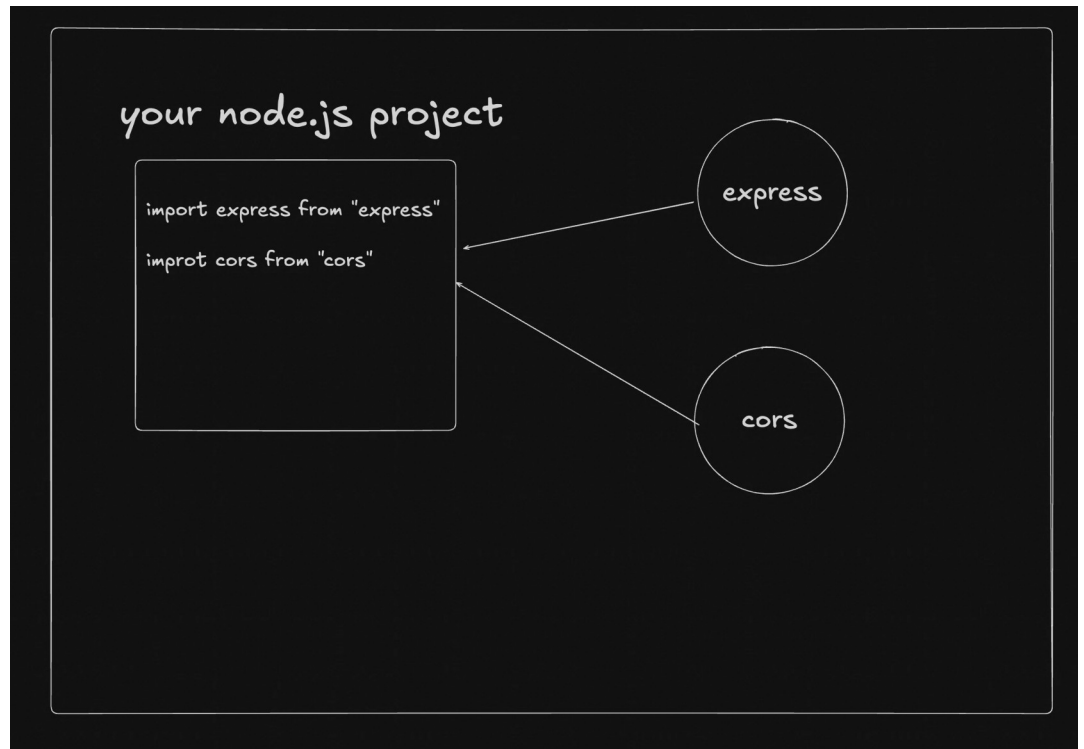 your node.js project
import express from "express"
improt cors from "cors"
express
cors